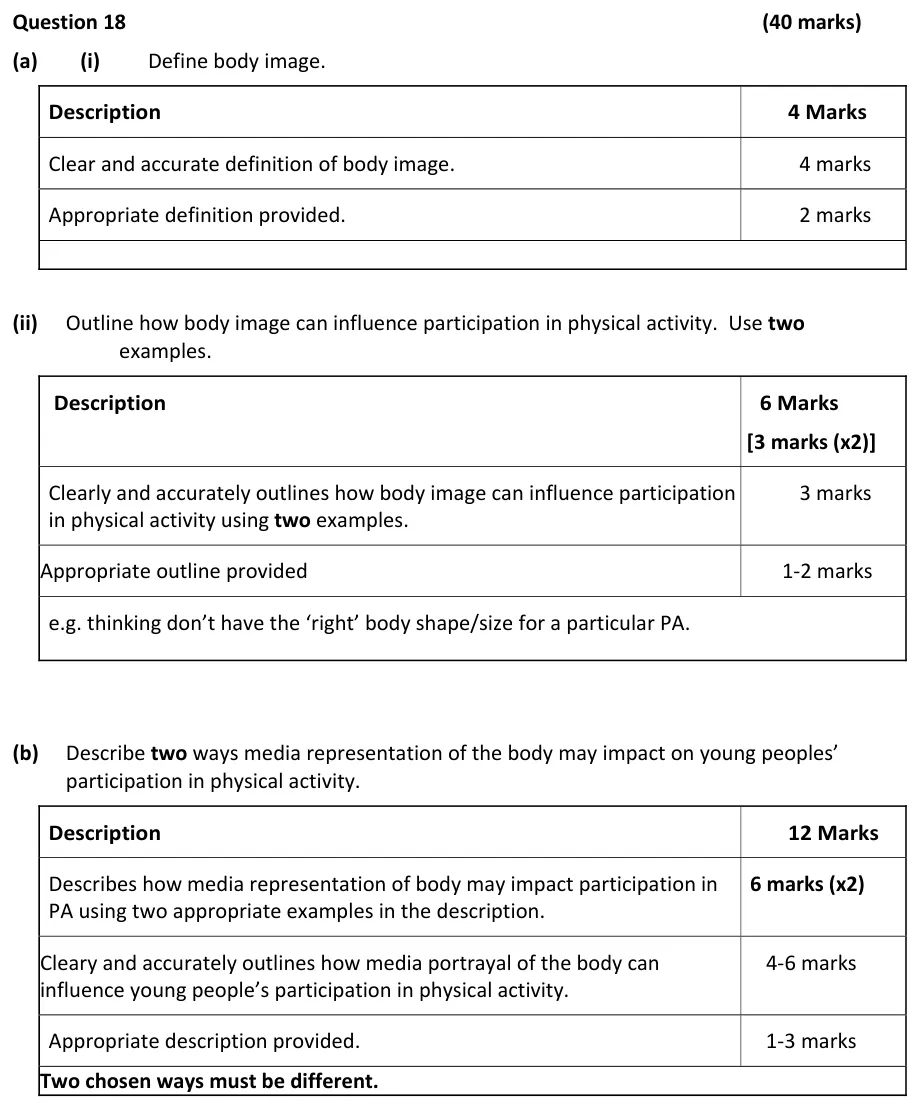 Question 18 (40 marks)
(a) (i) Define body image.
Description 4 Marks
Clear and accurate definition of body image. 4 marks
Appropriate definition provided. 2 marks
(ii) Outline how body image can influence participation in physical activity. Use two
examples.
Description 6 Marks
[3 marks (x2)]
Clearly and accurately outlines how body image can influence participation 3 marks
in physical activity using two examples.
Appropriate outline provided 1-2 marks
e.g. thinking don’t have the ‘right’ body shape/size for a particular PA.
(b) Describe two ways media representation of the body may impact on young peoples’
participation in physical activity.
Description 12 Marks
Describes how media representation of body may impact participation in 6 marks (x2)
PA using two appropriate examples in the description.
Cleary and accurately outlines how media portrayal of the body can 4-6 marks
influence young people’s participation in physical activity.
Appropriate description provided. 1-3 marks
Two chosen ways must be different.